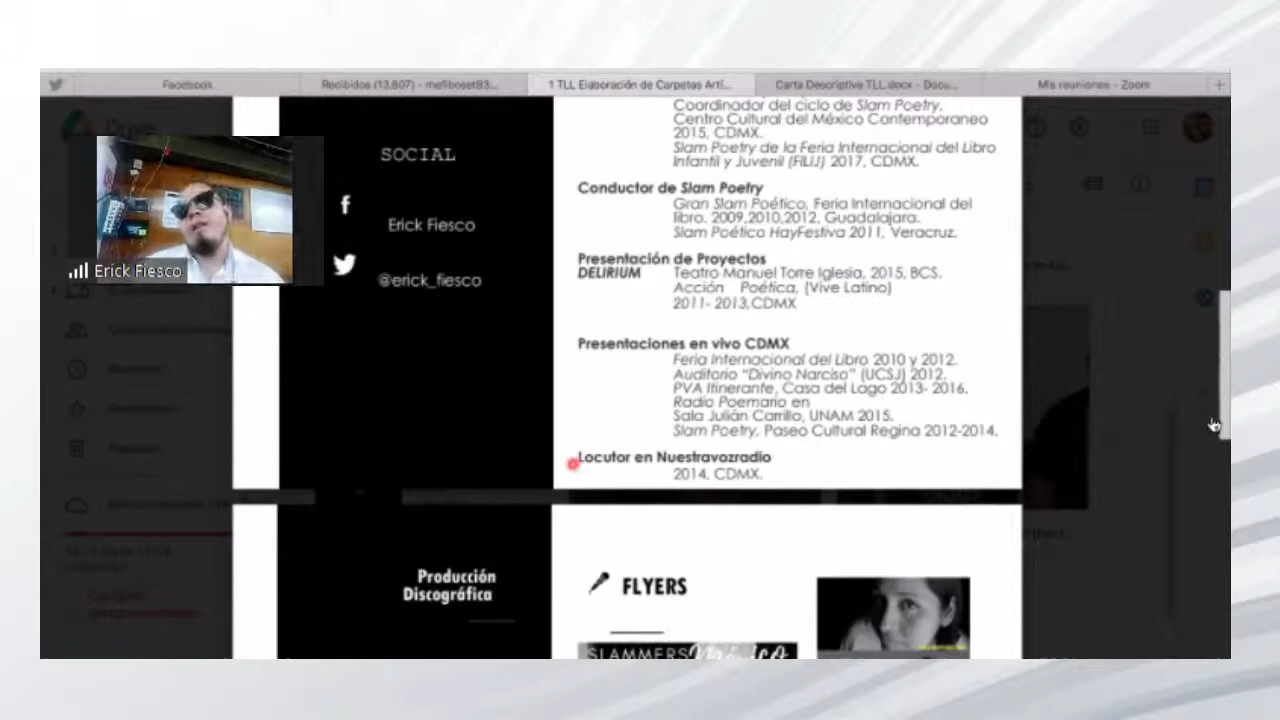 Facebook
Recibidos (13,607) - mefiboset83...
1 TLL Elaboración de Carpetas Artí...
Carta Descriptiva TLL.docx - Docu...
Mis reuniones - Zoom
Drive
Erick Fiesco
SOCIAL
f
Erick Fiesco
@erick_fiesco
Coordinador del ciclo de Slam Poetry,
Centro Cultural del México Contemporaneo
2015, CDMX.
Slam Poetry de la Feria Internacional del Libro
Infantil y Juvenil (FILIJ) 2017, CDMX.
Conductor de Slam Poetry
Gran Slam Poético, Feria Internacional del
libro. 2009,2010,2012, Guadalajara.
Slam Poético HayFestiva 2011, Veracruz.
Presentación de Proyectos
DELIRIUM Teatro Manuel Torre Iglesia, 2015, BCS.
Acción Poética, (Vive Latino)
2011- 2013,CDMX
Presentaciones en vivo CDMX
Feria Internacional del Libro 2010 y 2012.
Auditorio "Divino Narciso" (UCSJ) 2012.
PVA Itinerante, Casa del Lago 2013- 2016.
Radio Poemario en
Sala Julián Carrillo, UNAM 2015.
Slam Poetry, Paseo Cultural Regina 2012-2014.
Locutor en Nuestravozradio
2014. CDMX.
Producción
Discográfica
FLYERS
SLAMMERS México